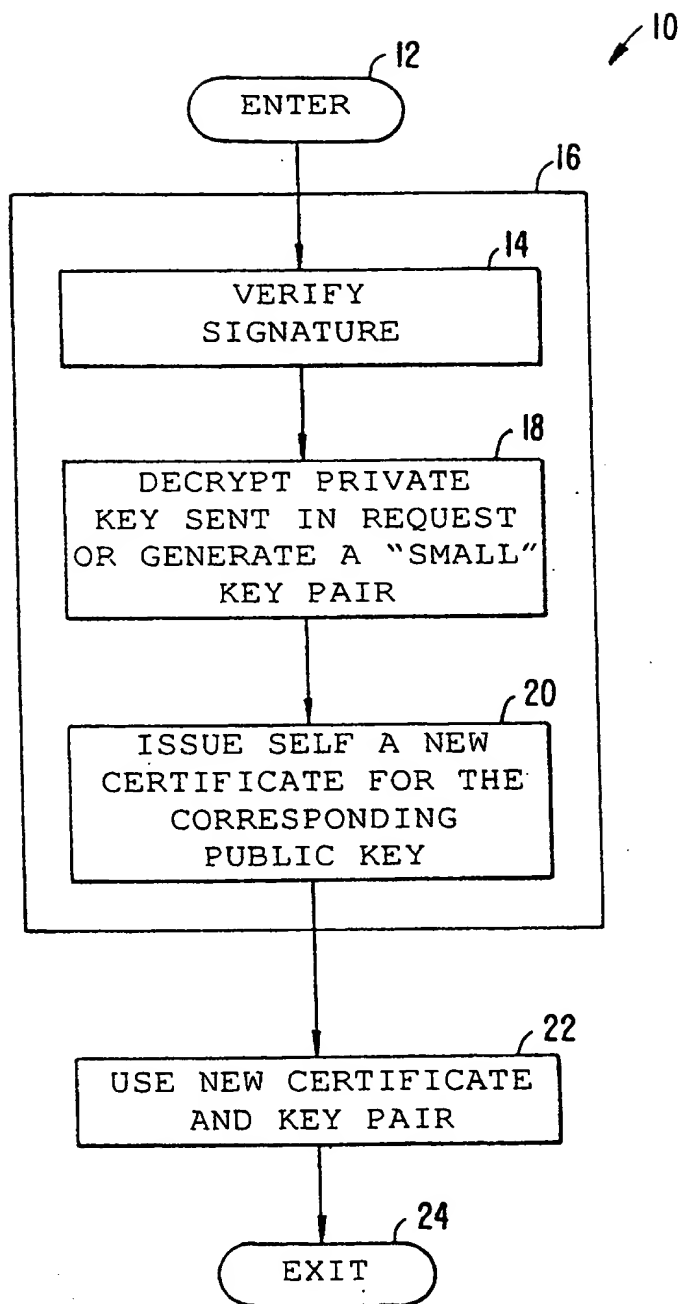 10
12
ENTER
16
14
VERIFY
SIGNATURE
18
DECRYPT PRIVATE
KEY SENT IN REQUEST
OR GENERATE A “SMALL”
KEY PAIR
20
ISSUE SELF A NEW
CERTIFICATE FOR THE
CORRESPONDING
PUBLIC KEY
22
USE NEW CERTIFICATE
AND KEY PAIR
24
EXIT